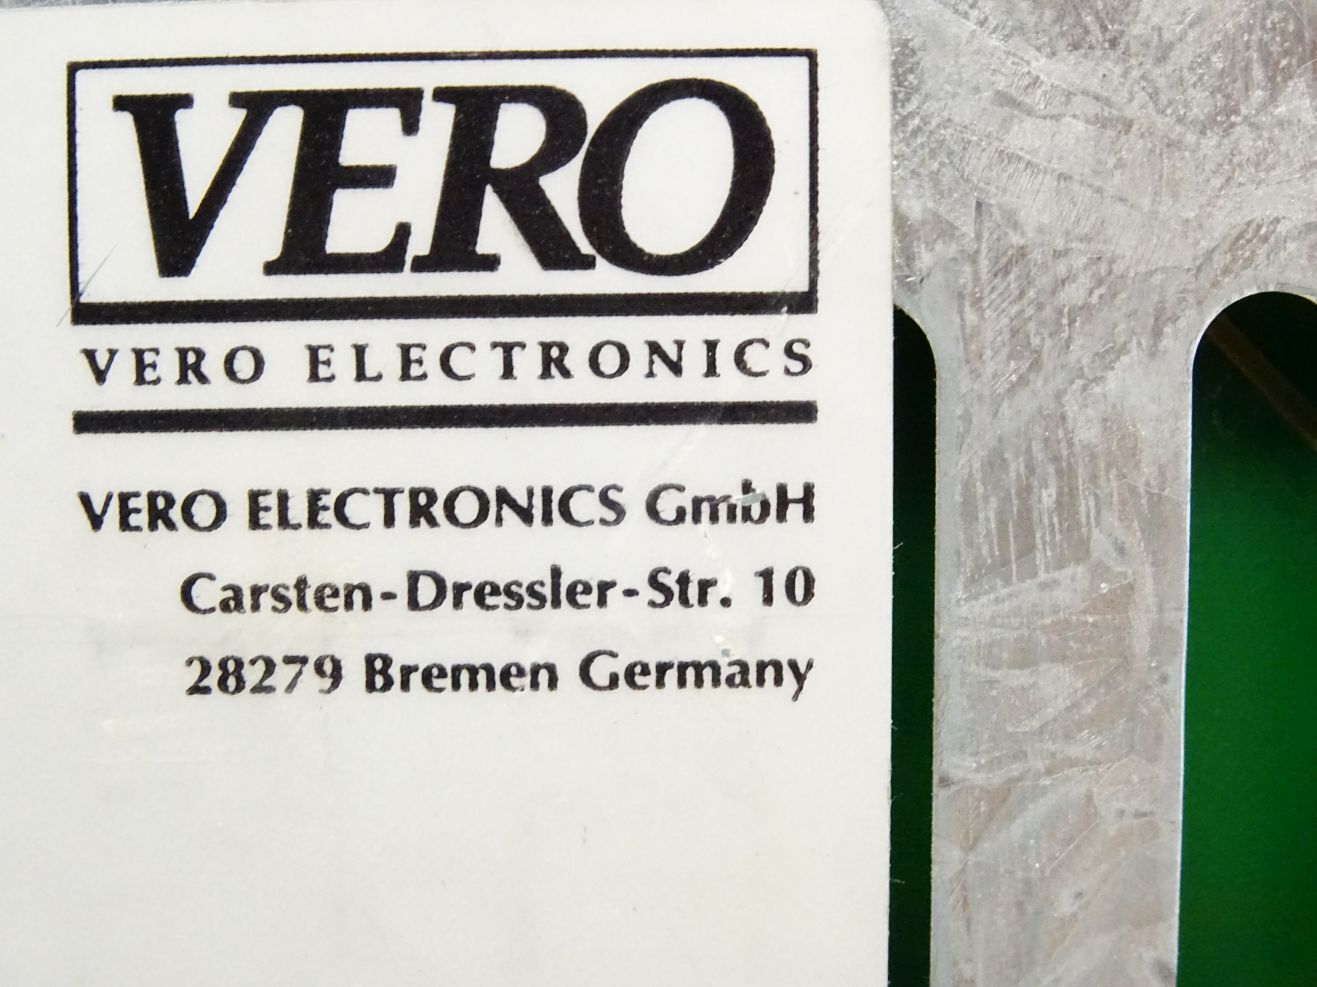 VERO
VERO ELECTRONICS
VERO ELECTRONICS GmbH
Carsten-Dressler-Str. 10
28279 Bremen Germany